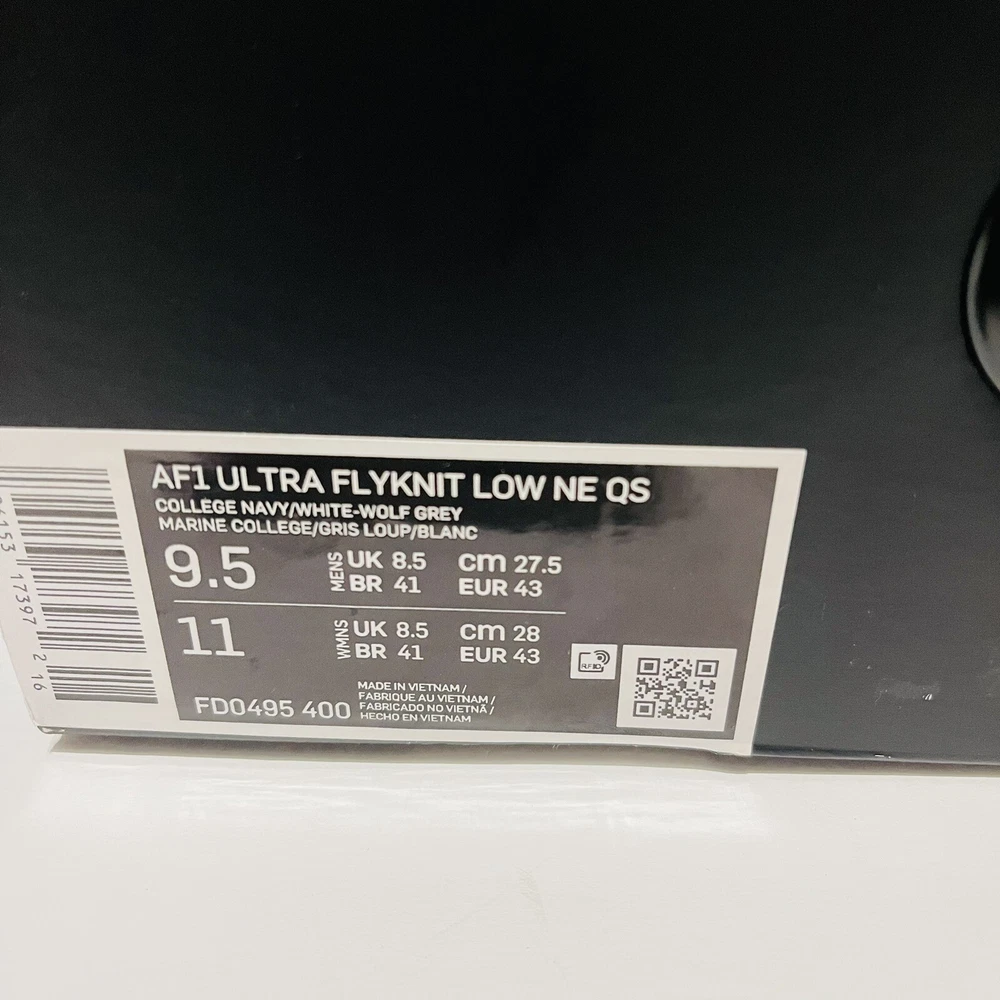 AF1 ULTRA FLYKNIT LOW NE QS
COLLEGE NAVY/WHITE-WOLF GREY
MARINE COLLEGE/GRIS LOUP/BLANC
9.5 MENS UK 8.5 cm 27.5
BR 41 EUR 43
11 WMNS UK 8.5 cm 28
BR 41 EUR 43
RFID
FD0495 400
MADE IN VIETNAM /
FABRIQUE AU VIETNAM /
FABRICADO NO VIETNÃ /
HECHO EN VIETNAM
17397 2 16